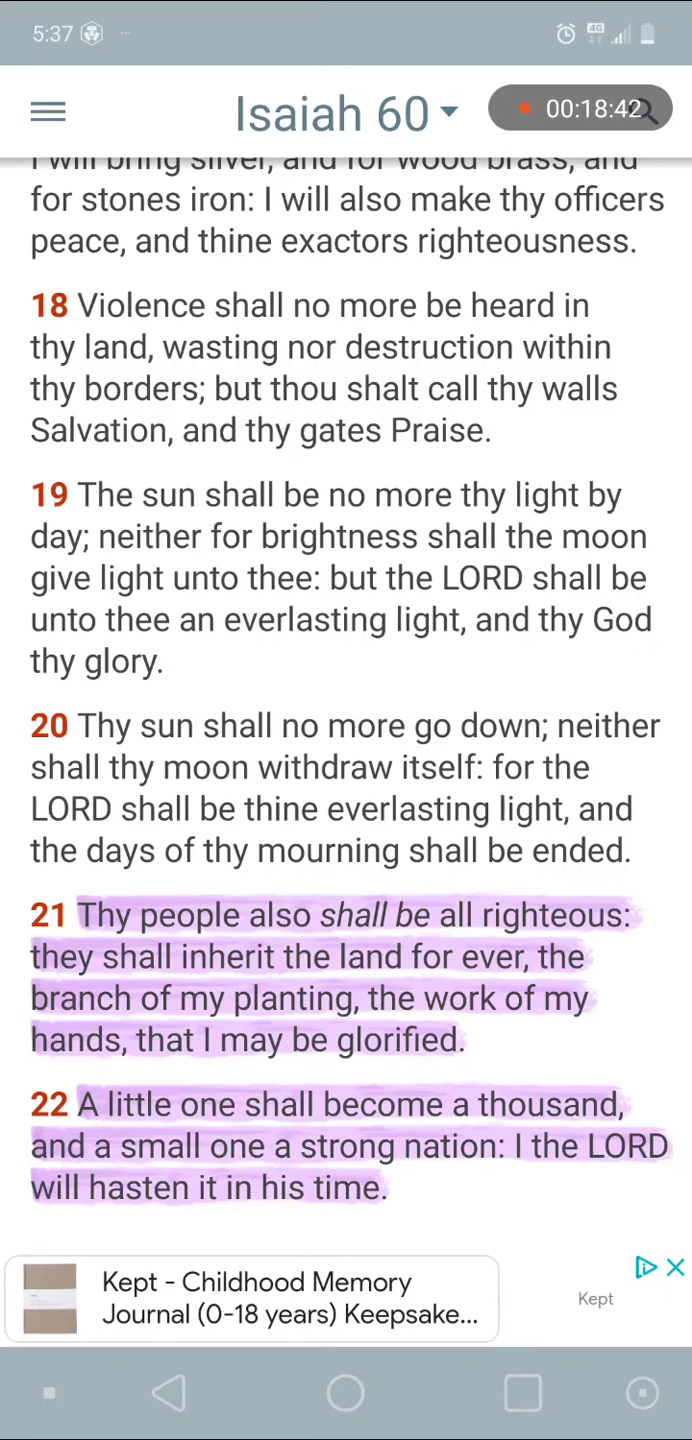 5:37
4G
Isaiah 60
00:18:42
I will bring silver, and for wood brass, and
for stones iron: I will also make thy officers
peace, and thine exactors righteousness.
18 Violence shall no more be heard in
thy land, wasting nor destruction within
thy borders; but thou shalt call thy walls
Salvation, and thy gates Praise.
19 The sun shall be no more thy light by
day; neither for brightness shall the moon
give light unto thee: but the LORD shall be
unto thee an everlasting light, and thy God
thy glory.
20 Thy sun shall no more go down; neither
shall thy moon withdraw itself: for the
LORD shall be thine everlasting light, and
the days of thy mourning shall be ended.
21 Thy people also shall be all righteous:
they shall inherit the land for ever, the
branch of my planting, the work of my
hands, that I may be glorified.
22 A little one shall become a thousand,
and a small one a strong nation: I the LORD
will hasten it in his time.
Kept - Childhood Memory
Journal (0-18 years) Keepsake...
Kept